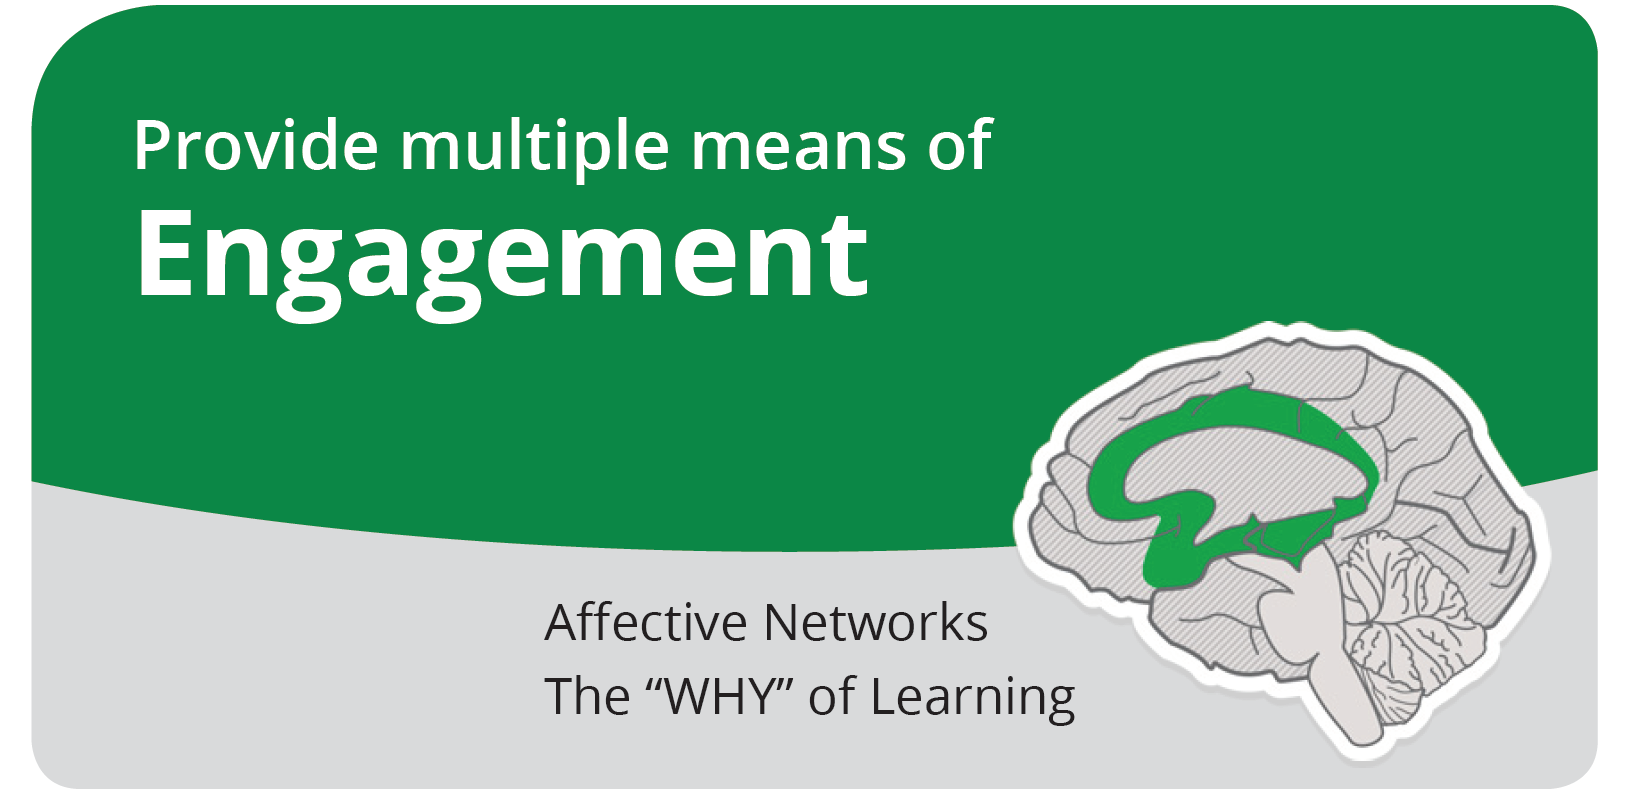 Provide multiple means of
Engagement
Affective Networks
The “WHY” of Learning